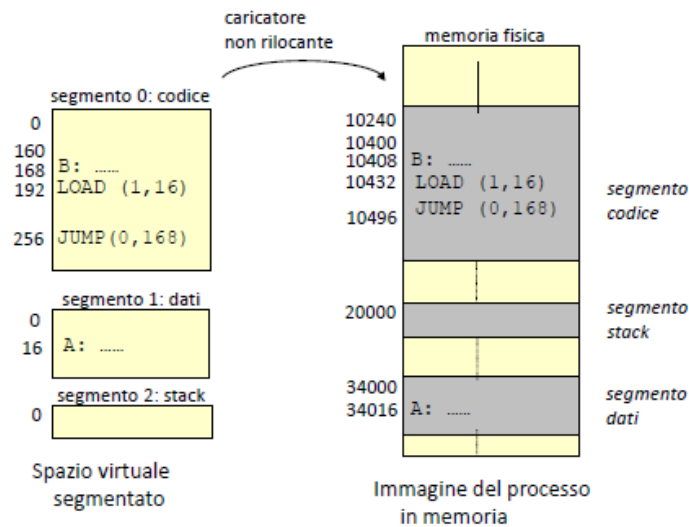 caricatore
non rilocante
memoria fisica
segmento 0: codice
0
160
168 B: ……
192 LOAD (1,16)
256 JUMP(0,168)
segmento 1: dati
0
16 A: ……
segmento 2: stack
0
Spazio virtuale
segmentato
10240
10400
10408 B: ……
10432 LOAD (1,16)
10496 JUMP (0,168)
segmento
codice
20000
segmento
stack
34000
34016 A: ……
segmento
dati
Immagine del processo
in memoria